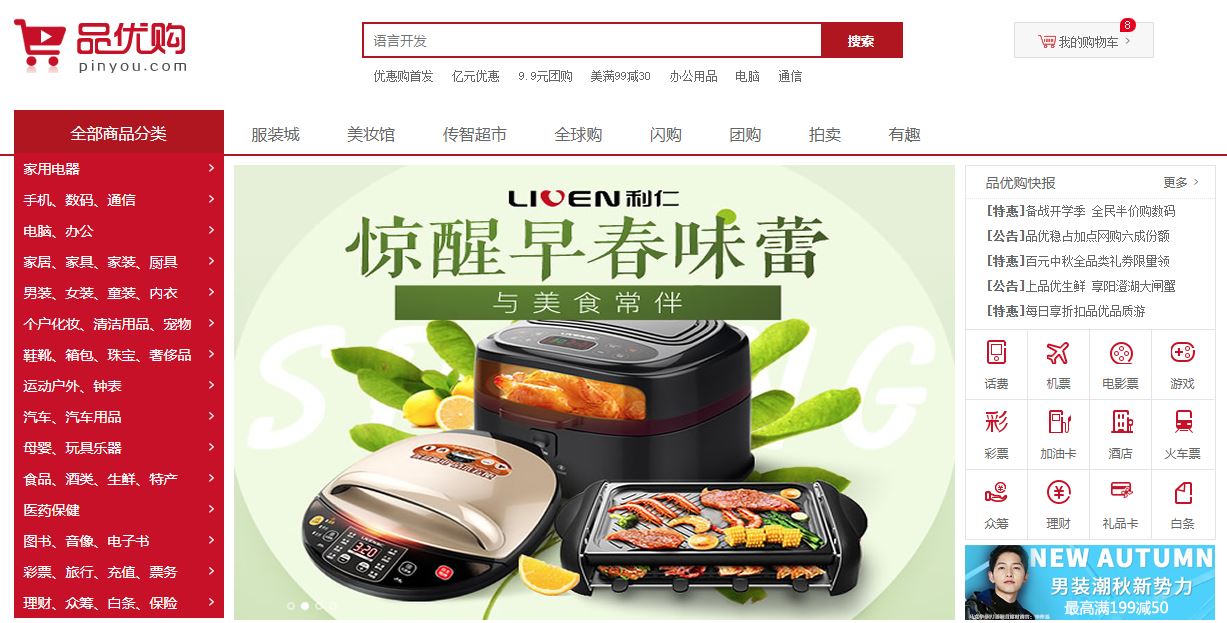 品优购
pinyou.com
语言开发
搜索
8
我的购物车
优惠购首发 亿元优惠 9.9元团购 美满99减30 办公用品 电脑 通信
全部商品分类
服装城 美妆馆 传智超市 全球购 闪购 团购 拍卖 有趣
家用电器
手机、数码、通信
电脑、办公
家居、家具、家装、厨具
男装、女装、童装、内衣
个户化妆、清洁用品、宠物
鞋靴、箱包、珠宝、奢侈品
运动户外、钟表
汽车、汽车用品
母婴、玩具乐器
食品、酒类、生鲜、特产
医药保健
图书、音像、电子书
彩票、旅行、充值、票务
理财、众筹、白条、保险
LIVEN利仁
惊醒早春味蕾
与美食常伴
320
品优购快报
更多
[特惠]备战开学季 全民半价购数码
[公告]品优稳占加点网购六成份额
[特惠]百元中秋全品类礼券限量领
[公告]上品优生鲜 享阳澄湖大闸蟹
[特惠]每日享折扣品优品质游
话费 机票 电影票 游戏
彩
彩票 加油卡 酒店 火车票
众筹 理财 礼品卡 白条
NEW AUTUMN
男装潮秋新势力
最高满199减50